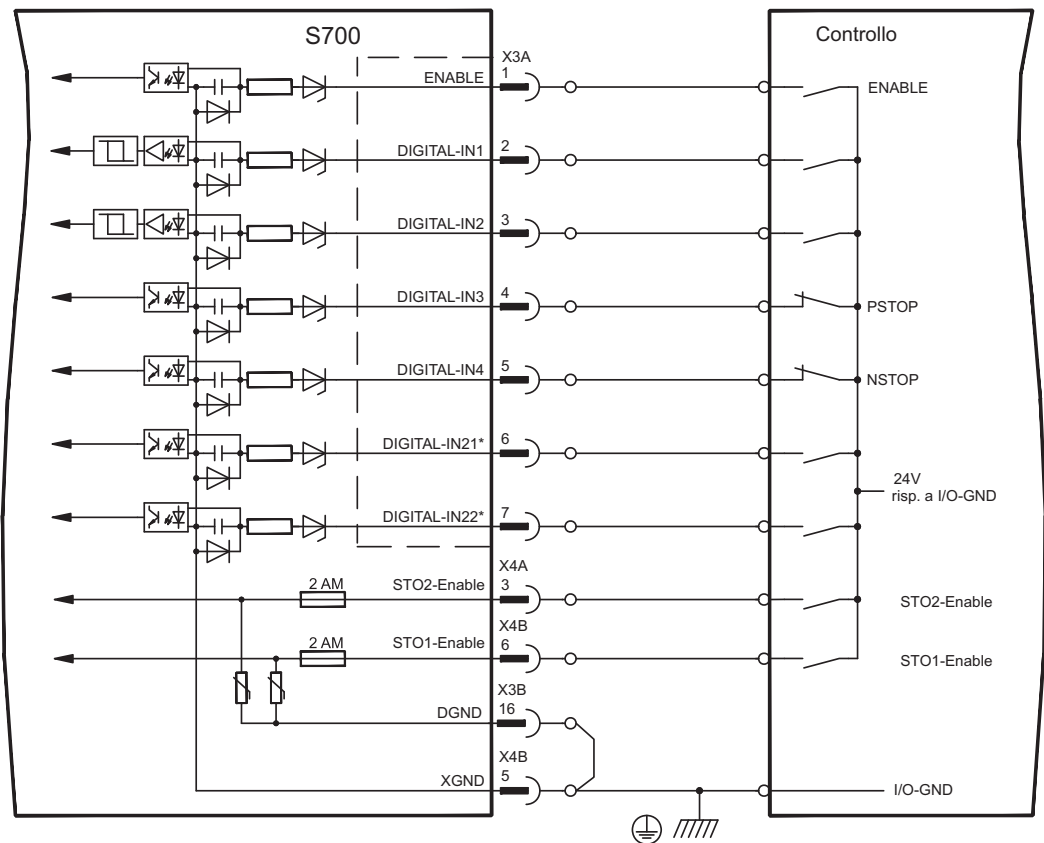 S700
Controllo
X3A
ENABLE
1
ENABLE
DIGITAL-IN1
2
DIGITAL-IN2
3
DIGITAL-IN3
4
PSTOP
DIGITAL-IN4
5
NSTOP
DIGITAL-IN21*
6
24V
risp. a I/O-GND
DIGITAL-IN22*
7
X4A
2 AM
STO2-Enable
3
STO2-Enable
X4B
2 AM
STO1-Enable
6
STO1-Enable
X3B
DGND
16
X4B
XGND
5
I/O-GND